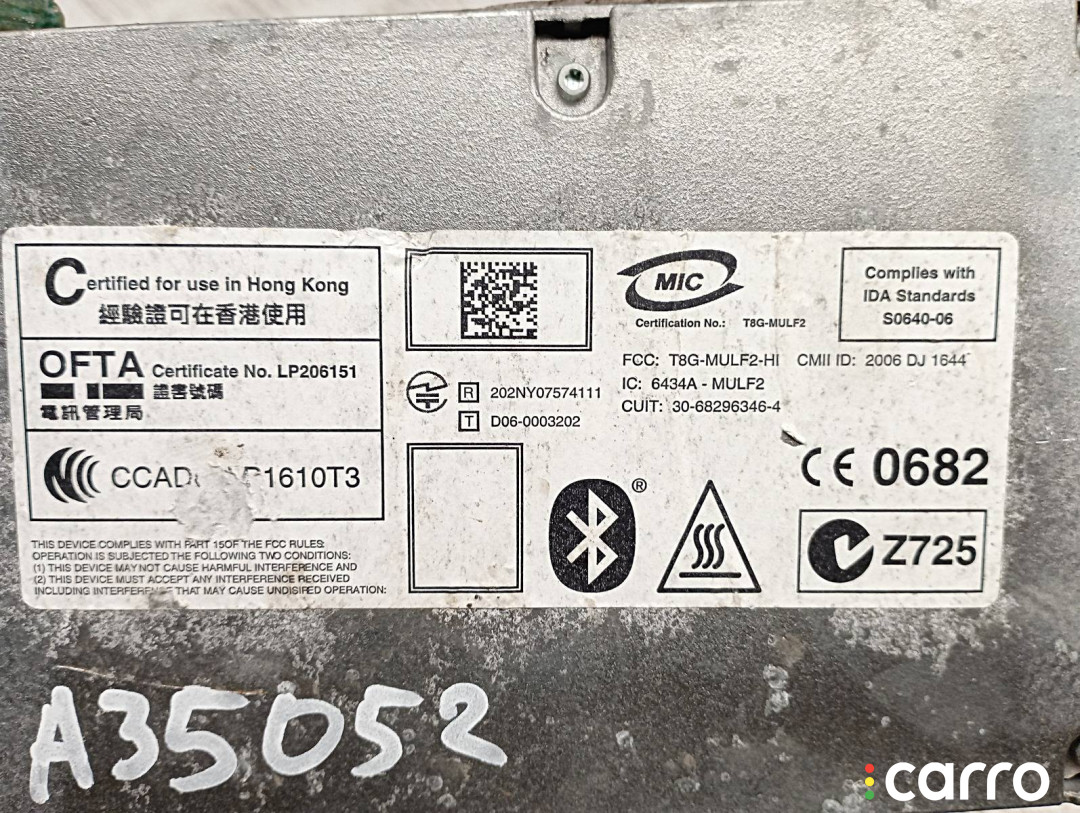 Certified for use in Hong Kong
經驗證可在香港使用
OFTA Certificate No. LP206151
證書號碼
電訊管理局
1610T3
THIS DEVICE COMPLIES WITH PART 15OF THE FCC RULES:
OPERATION IS SUBJECTED THE FOLLOWING TWO CONDITIONS:
(1) THIS DEVICE MAY NOT CAUSE HARMFUL INTERFERENCE AND
(2) THIS DEVICE MUST ACCEPT ANY INTERFERENCE RECEIVED
INCLUDING INTERFERENCE THAT MAY CAUSE UNDISIRED OPERATION:
R 202NY07574111
T D06-0003202
MIC
Certification No.: T8G-MULF2
Complies with
IDA Standards
S0640-06
FCC: T8G-MULF2-HI CMII ID: 2006 DJ 1644
IC: 6434A - MULF2
CUIT: 30-68296346-4
CE 0682
®
Z725
A35052
carro